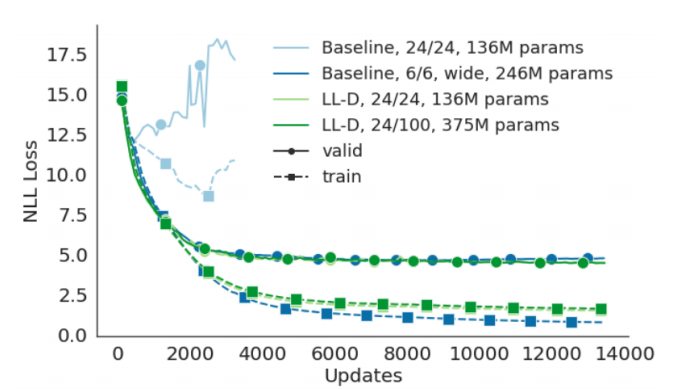 17.5
15.0
12.5
10.0
7.5
5.0
2.5
0.0
NLL Loss
Baseline, 24/24, 136M params
Baseline, 6/6, wide, 246M params
LL-D, 24/24, 136M params
LL-D, 24/100, 375M params
valid
train
0 2000 4000 6000 8000 10000 12000 14000
Updates